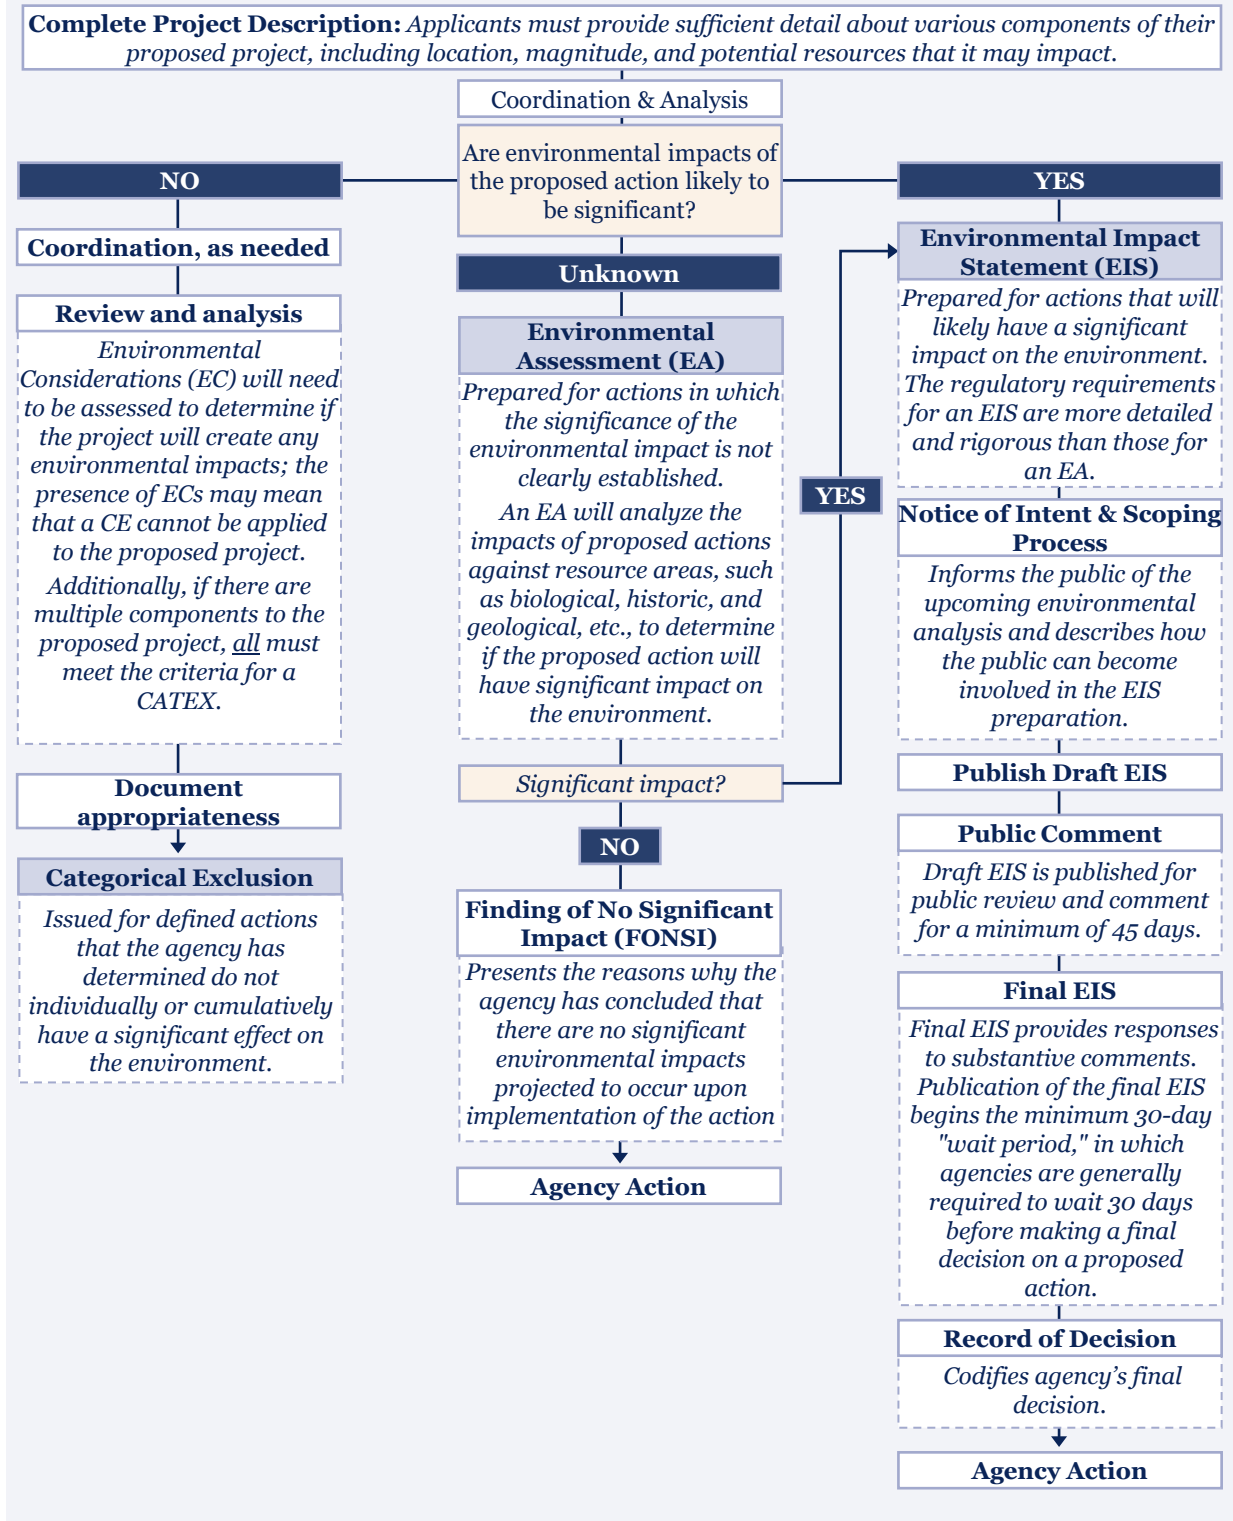 Complete Project Description: Applicants must provide sufficient detail about various components of their
proposed project, including location, magnitude, and potential resources that it may impact.
Coordination & Analysis
Are environmental impacts of
the proposed action likely to
be significant?
NO
Coordination, as needed
Review and analysis
Environmental
Considerations (EC) will need
to be assessed to determine if
the project will create any
environmental impacts; the
presence of ECs may mean
that a CE cannot be applied
to the proposed project.
Additionally, if there are
multiple components to the
proposed project, all must
meet the criteria for a
CATEX.
Document
appropriateness
Categorical Exclusion
Issued for defined actions
that the agency has
determined do not
individually or cumulatively
have a significant effect on
the environment.
Unknown
Environmental
Assessment (EA)
Prepared for actions in which
the significance of the
environmental impact is not
clearly established.
An EA will analyze the
impacts of proposed actions
against resource areas, such
as biological, historic, and
geological, etc., to determine
if the proposed action will
have significant impact on
the environment.
Significant impact?
NO
Finding of No Significant
Impact (FONSI)
Presents the reasons why the
agency has concluded that
there are no significant
environmental impacts
projected to occur upon
implementation of the action
Agency Action
YES
YES
Environmental Impact
Statement (EIS)
Prepared for actions that will
likely have a significant
impact on the environment.
The regulatory requirements
for an EIS are more detailed
and rigorous than those for
an EA.
Notice of Intent & Scoping
Process
Informs the public of the
upcoming environmental
analysis and describes how
the public can become
involved in the EIS
preparation.
Publish Draft EIS
Public Comment
Draft EIS is published for
public review and comment
for a minimum of 45 days.
Final EIS
Final EIS provides responses
to substantive comments.
Publication of the final EIS
begins the minimum 30-day
"wait period," in which
agencies are generally
required to wait 30 days
before making a final
decision on a proposed
action.
Record of Decision
Codifies agency’s final
decision.
Agency Action